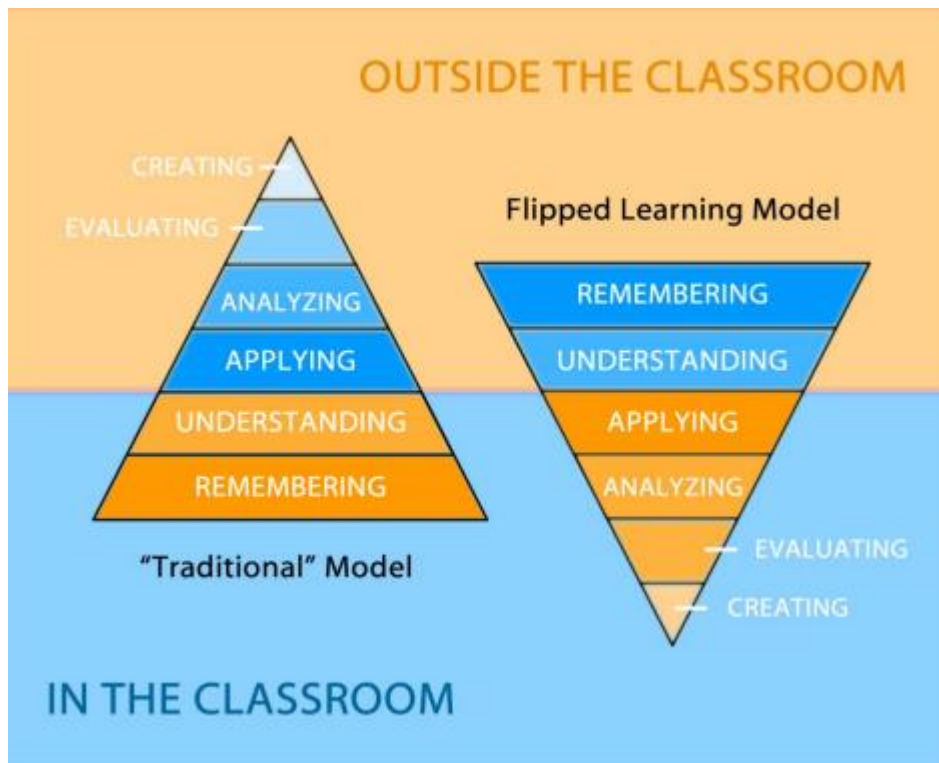 OUTSIDE THE CLASSROOM
CREATING
EVALUATING
ANALYZING
APPLYING
UNDERSTANDING
REMEMBERING
“Traditional” Model
Flipped Learning Model
REMEMBERING
UNDERSTANDING
APPLYING
ANALYZING
EVALUATING
CREATING
IN THE CLASSROOM